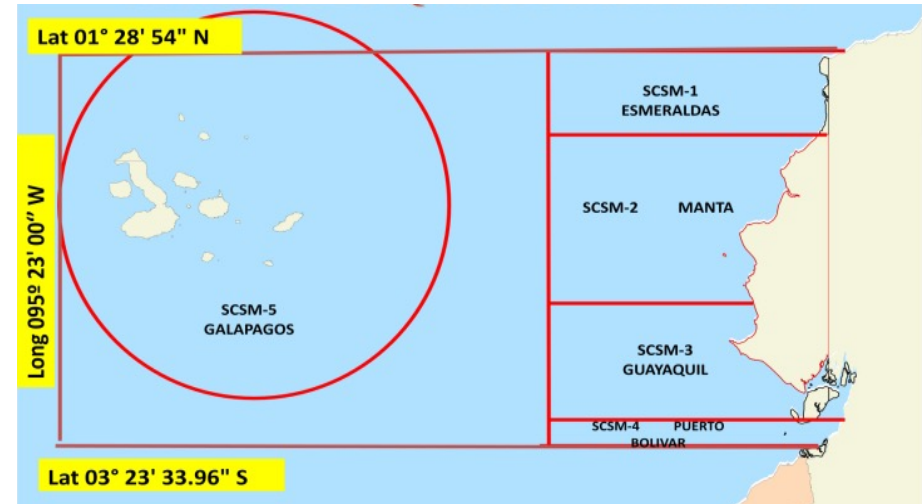 Lat 01° 28' 54" N
SCSM-1
ESMERALDAS
Long 095º 23' 00” W
SCSM-2 MANTA
SCSM-5
GALAPAGOS
SCSM-3
GUAYAQUIL
SCSM-4 PUERTO
BOLIVAR
Lat 03° 23' 33.96" S